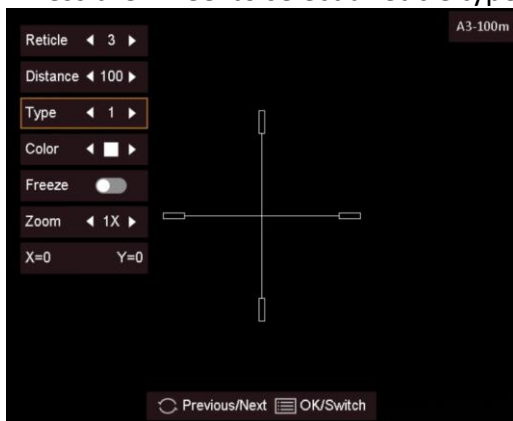 A3-100m
Reticle 3
Distance 100
Type 1
Color
Freeze
Zoom 1X
X=0 Y=0
Previous/Next OK/Switch